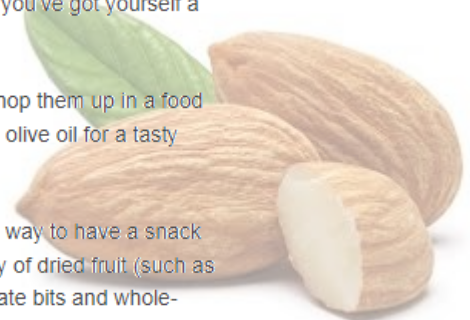 you've got yourself a
hop them up in a food
olive oil for a tasty
way to have a snack
y of dried fruit (such as
ate bits and whole-